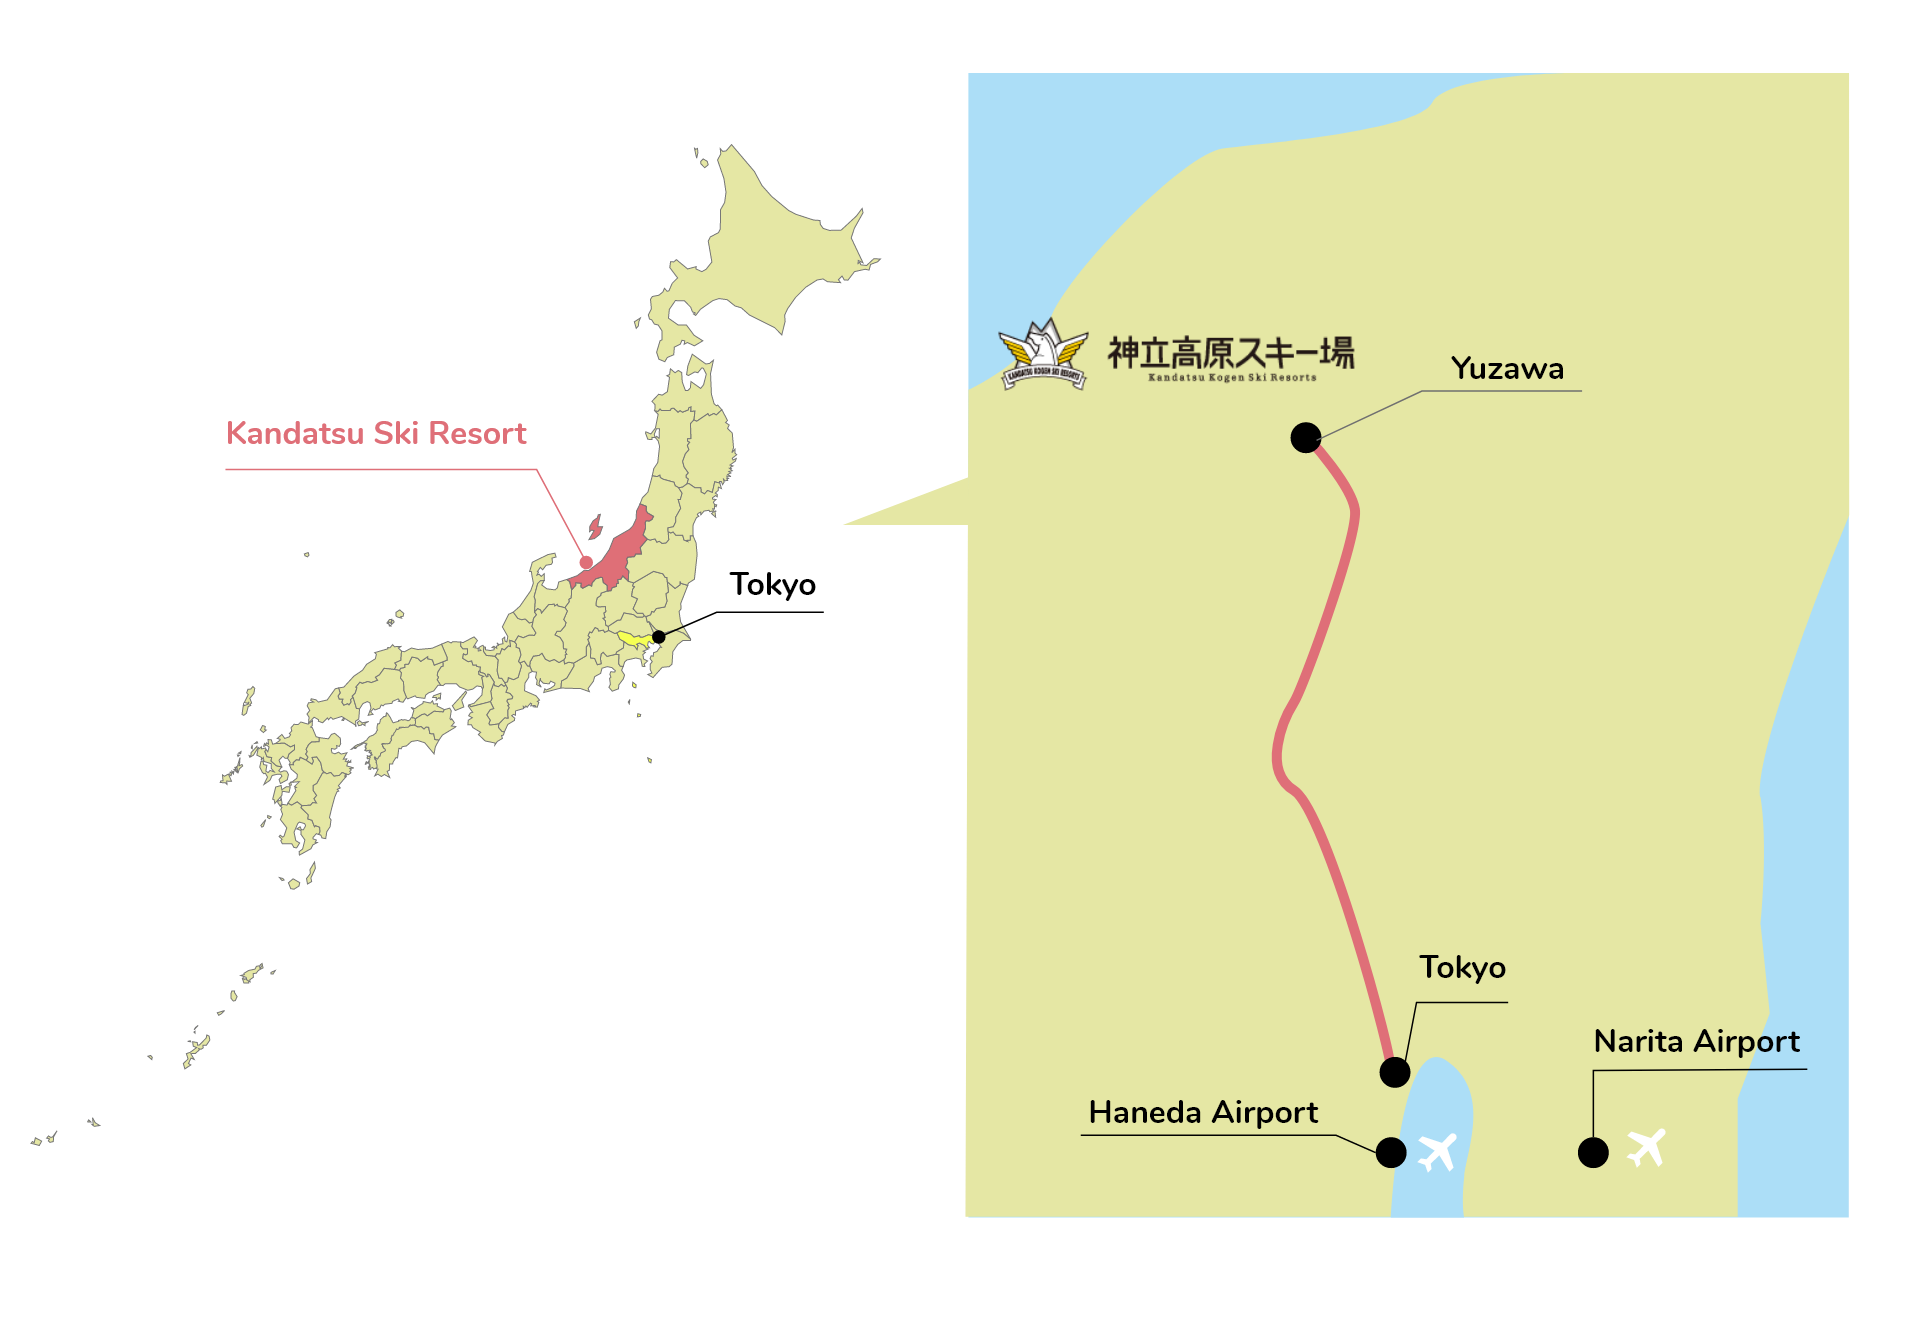 Kandatsu Ski Resort
Tokyo
KANDATSU KOGEN SKI RESORTS
神立高原スキー場
Kandatsu Kogen Ski Resorts
Yuzawa
Tokyo
Narita Airport
Haneda Airport